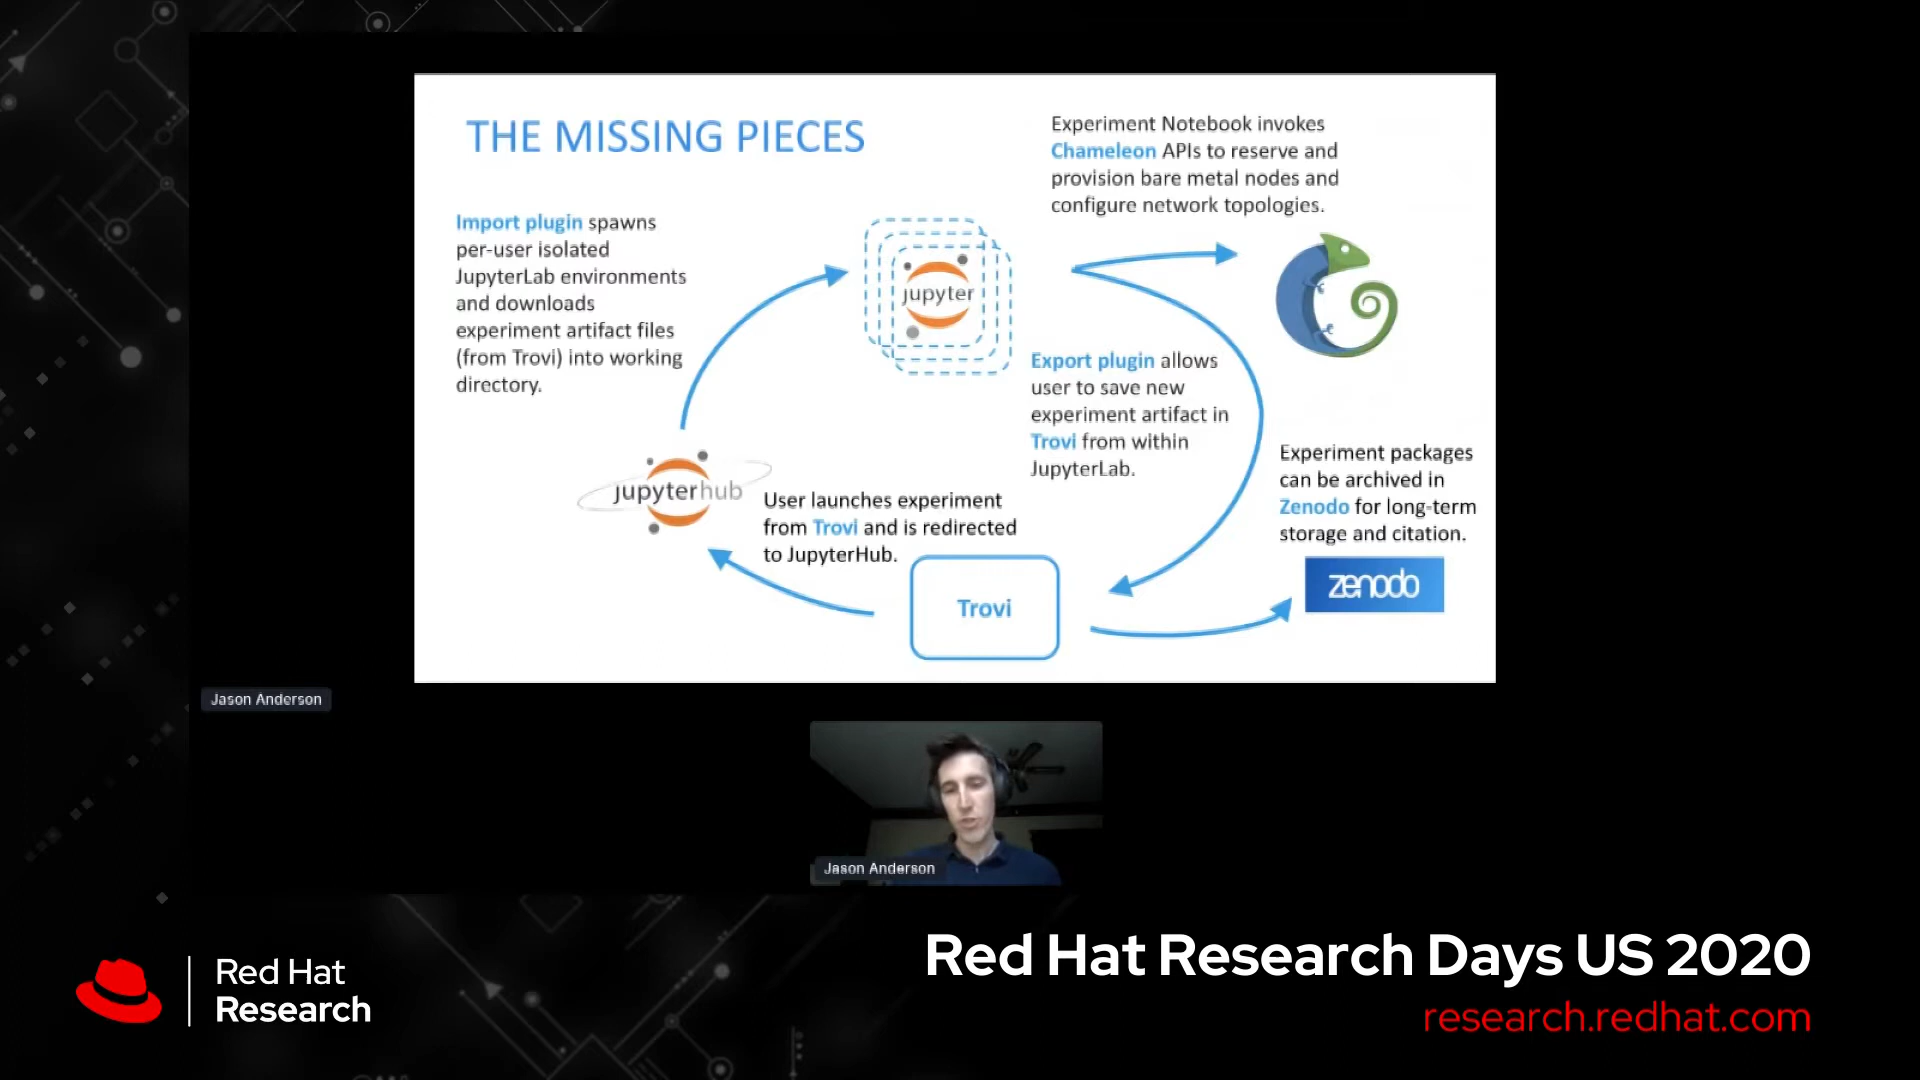 THE MISSING PIECES
Experiment Notebook invokes
Chameleon APIs to reserve and
provision bare metal nodes and
configure network topologies.
Import plugin spawns
per-user isolated
JupyterLab environments
and downloads
experiment artifact files
(from Trovi) into working
directory.
jupyter
Export plugin allows
user to save new
experiment artifact in
Trovi from within
JupyterLab.
jupyterhub
User launches experiment
from Trovi and is redirected
to JupyterHub.
Experiment packages
can be archived in
Zenodo for long-term
storage and citation.
zenodo
Trovi
Jason Anderson
Jason Anderson
Red Hat
Research
Red Hat Research Days US 2020
research.redhat.com